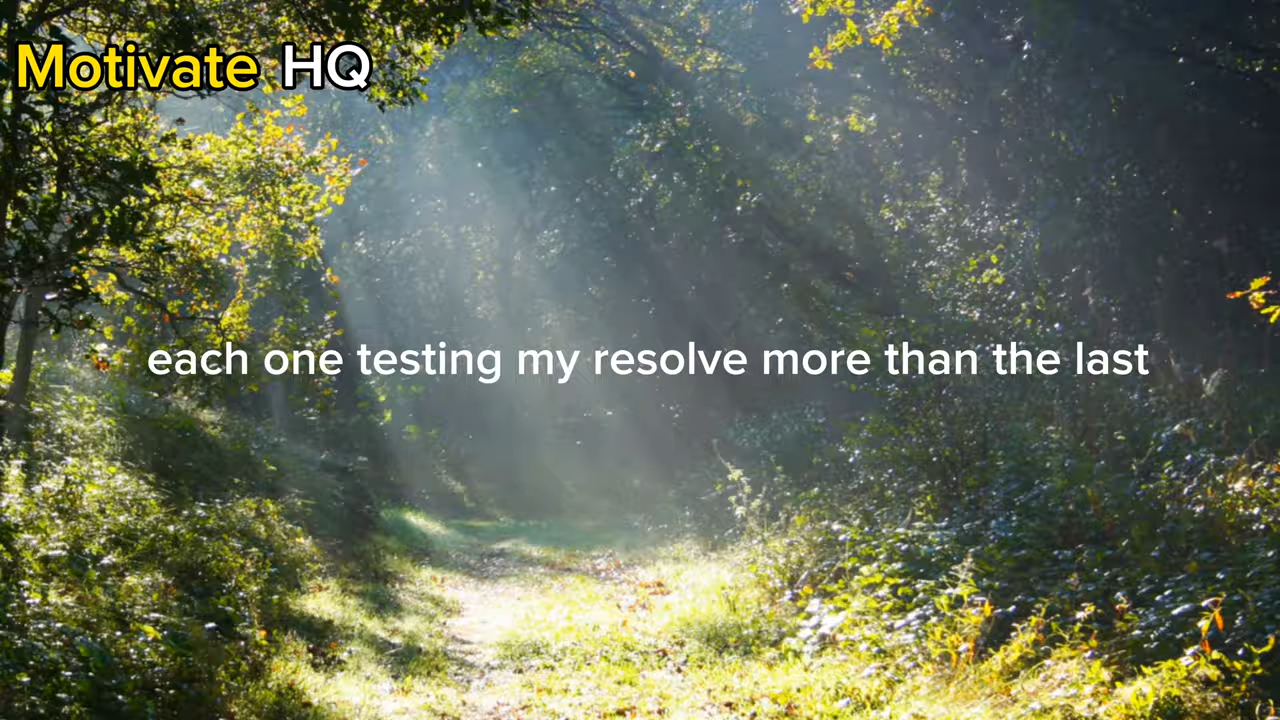 Motivate HQ
each one testing my resolve more than the last